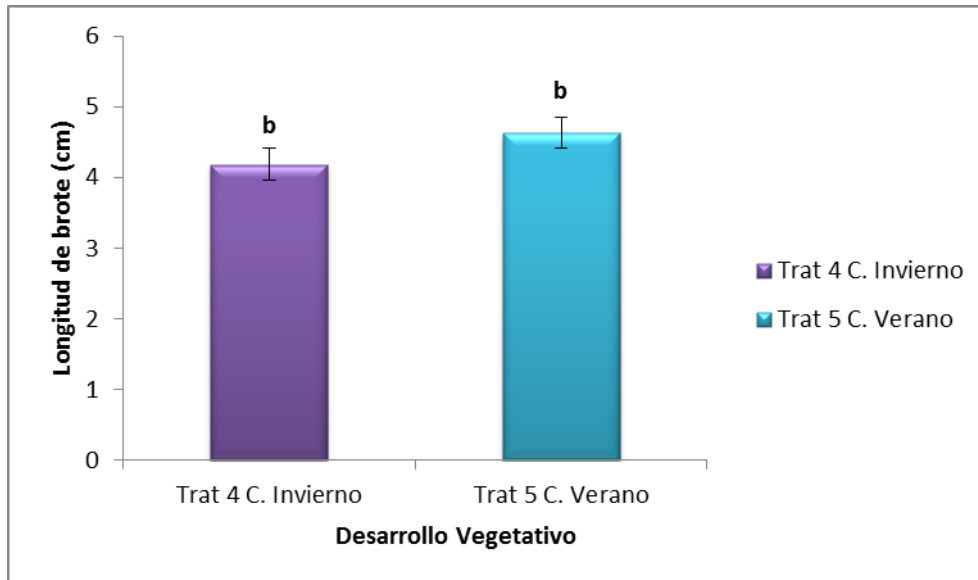 6
5
4
3
2
1
0
Longitud de brote (cm)
b
b
Trat 4 C. Invierno
Trat 5 C. Verano
Desarrollo Vegetativo
Trat 4 C. Invierno
Trat 5 C. Verano